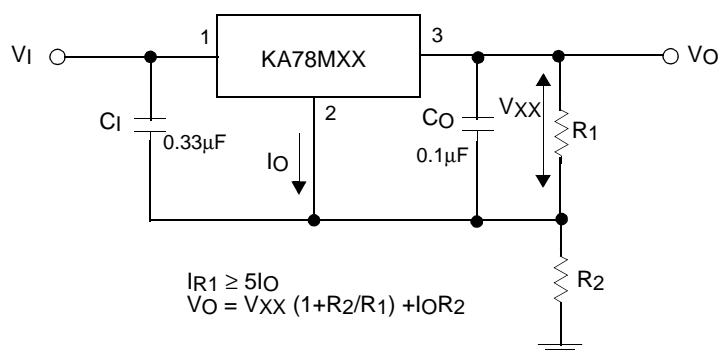 VI
1
KA78MXX
3
VO
2
CI
0.33μF
IO
CO
0.1μF
VXX
R1
R2
IR1 ≥ 5IO
VO = VXX (1+R2/R1) +IOR2